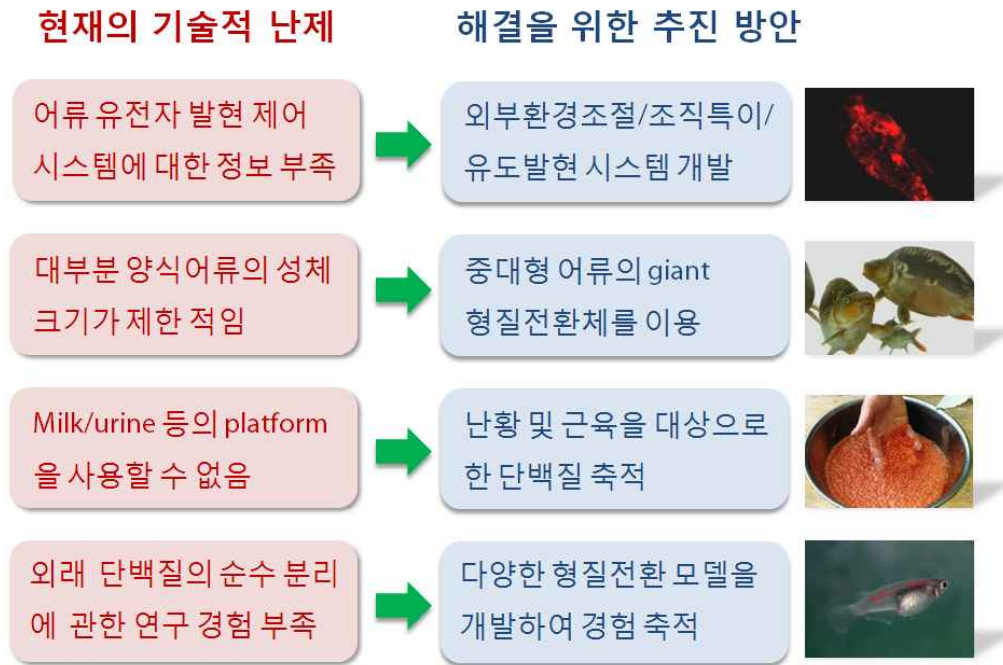 현재의 기술적 난제
해결을 위한 추진 방안
어류 유전자 발현 제어
시스템에 대한 정보 부족
외부환경조절/조직특이/
유도발현 시스템 개발
대부분 양식어류의 성체
크기가 제한 적임
중대형 어류의 giant
형질전환체를 이용
Milk/urine 등의 platform
을 사용할 수 없음
난황 및 근육을 대상으로
한 단백질 축적
외래 단백질의 순수 분리
에 관한 연구 경험 부족
다양한 형질전환 모델을
개발하여 경험 축적